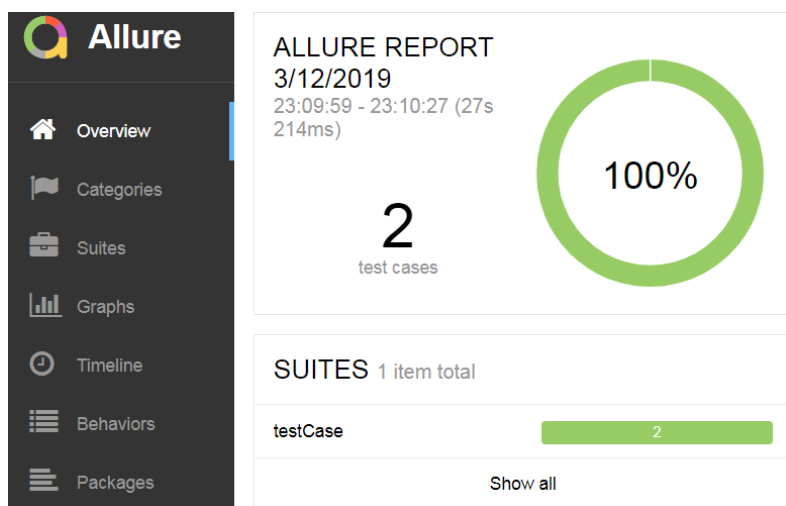 Allure
Overview
Categories
Suites
Graphs
Timeline
Behaviors
Packages
ALLURE REPORT
3/12/2019
23:09:59 - 23:10:27 (27s
214ms)
2
test cases
100%
SUITES 1 item total
testCase 2
Show all